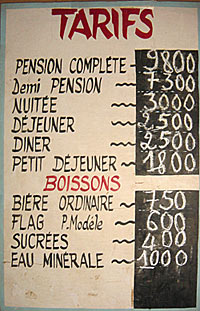 TARIFS
PENSION COMPLÈTE ~ 9800
Demi PENSION ~ 7300
NUITÉE ~ 3000
DÉJEUNER ~ 2500
DINER ~ 2500
PETIT DÉJEUNER ~ 1800
BOISSONS
BIÈRE ORDINAIRE ~ 750
FLAG P-Modèle ~ 600
SUCRÉES ~ 400
EAU MINÉRALE ~ 1000